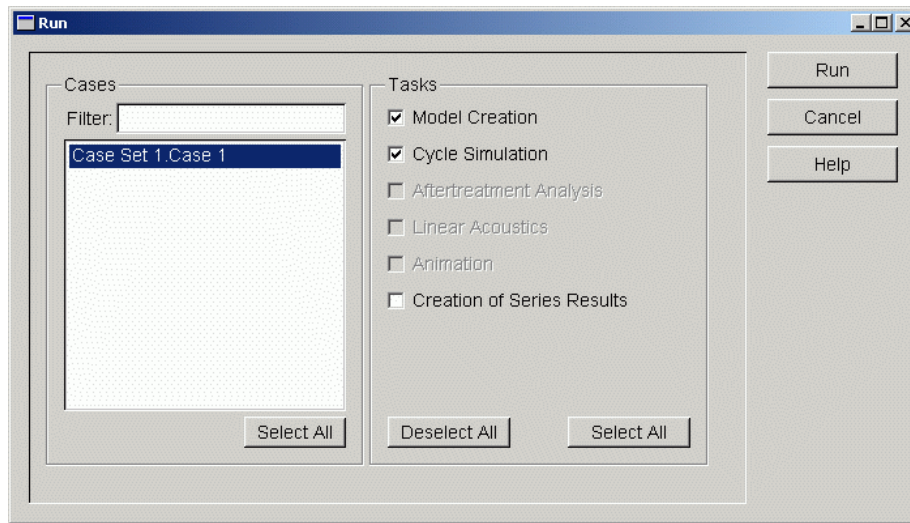 Run
Cases
Filter:
Case Set 1.Case 1
Select All
Tasks
Model Creation
Cycle Simulation
Aftertreatment Analysis
Linear Acoustics
Animation
Creation of Series Results
Deselect All
Select All
Run
Cancel
Help